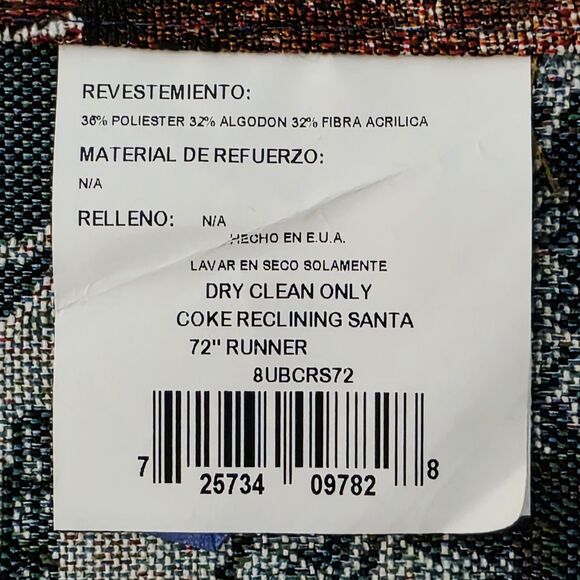 REVESTEMIENTO:
36% POLIESTER 32% ALGODON 32% FIBRA ACRILICA
MATERIAL DE REFUERZO:
N/A
RELLENO: N/A
HECHO EN E.U.A.
LAVAR EN SECO SOLAMENTE
DRY CLEAN ONLY
COKE RECLINING SANTA
72" RUNNER
8UBCRS72
7 25734 09782 8